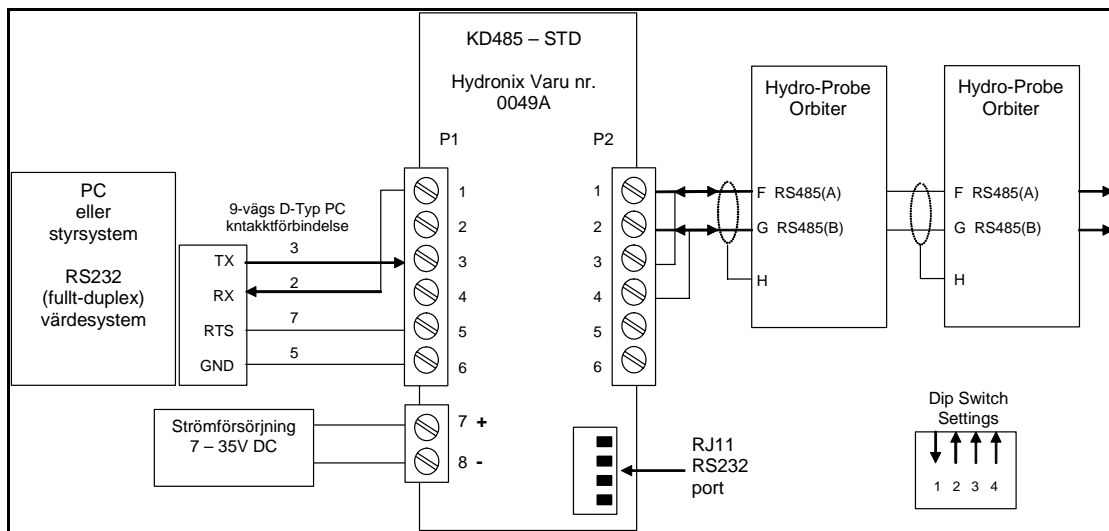 KD485 – STD
Hydronix Varu nr.
0049A
P1
P2
PC
eller
styrsystem
RS232
(fullt-duplex)
värdesystem
9-vägs D-Typ PC
kntakktförbindelse
TX
3
RX
2
RTS
7
GND
5
1
2
3
4
5
6
1
2
3
4
5
6
Hydro-Probe
Orbiter
F RS485(A)
G RS485(B)
H
Hydro-Probe
Orbiter
F RS485(A)
G RS485(B)
H
Strömförsörjning
7 – 35V DC
7 +
8 -
RJ11
RS232
port
Dip Switch
Settings
1 2 3 4